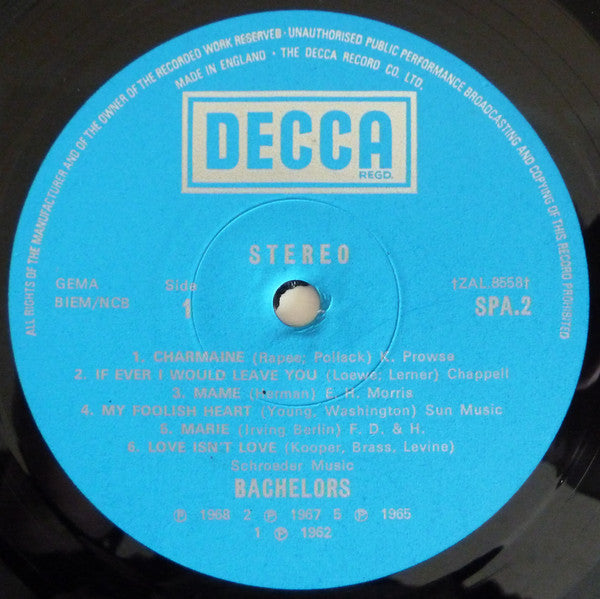 ALL RIGHTS OF THE MANUFACTURER AND OF THE OWNER OF THE RECORDED WORK RESERVED · UNAUTHORISED PUBLIC PERFORMANCE BROADCASTING AND COPYING OF THIS RECORD PROHIBITED
MADE IN ENGLAND · THE DECCA RECORD CO. LTD.
DECCA
REGD.
STEREO
GEMA
BIEM/NCB
Side
1
†ZAL.8558†
SPA.2
1. CHARMAINE (Rapee; Pollack) K. Prowse
2. IF EVER I WOULD LEAVE YOU (Loewe; Lerner) Chappell
3. MAME (Herman) E. H. Morris
4. MY FOOLISH HEART (Young; Washington) Sun Music
5. MARIE (Irving Berlin) F. D. & H.
6. LOVE ISN'T LOVE (Kooper, Brass, Levine)
Schroeder Music
BACHELORS
Ⓟ 1968 2 Ⓟ 1967 5 Ⓟ 1965
1 Ⓟ 1962